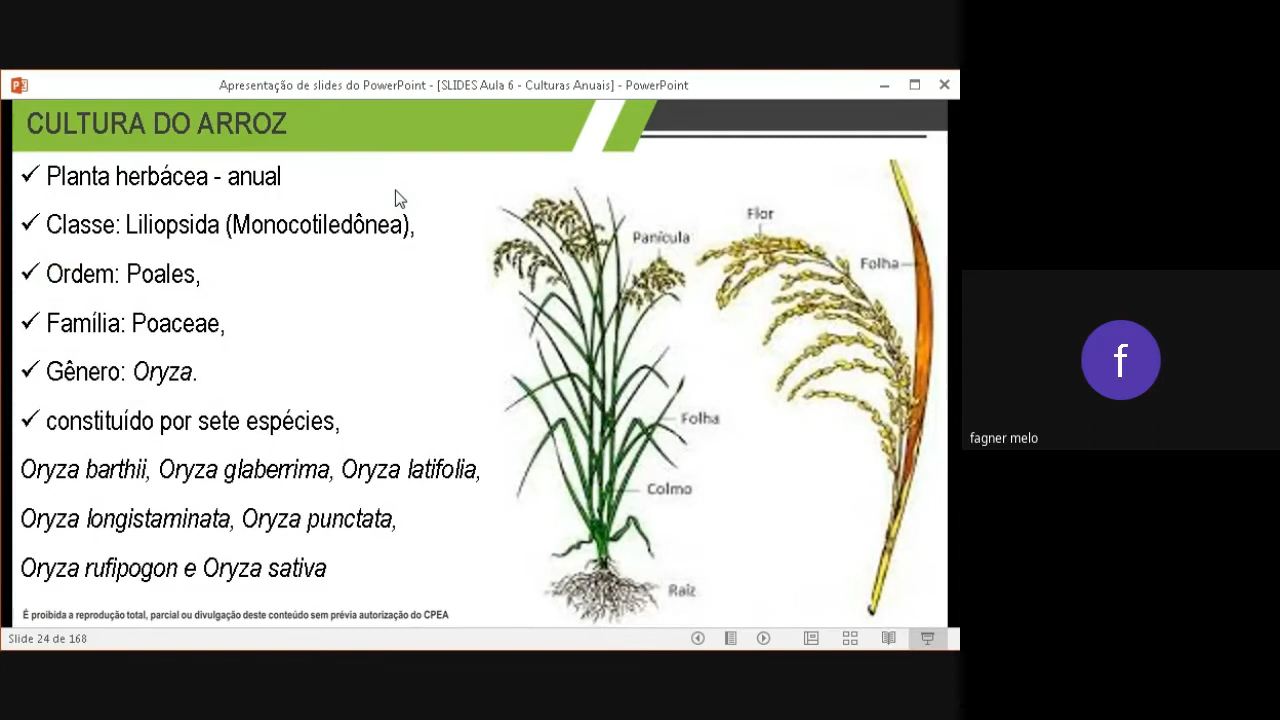 Apresentação de slides do PowerPoint - [SLIDES Aula 6 - Culturas Anuais] - PowerPoint
CULTURA DO ARROZ
✓ Planta herbácea - anual
✓ Classe: Liliopsida (Monocotiledônea),
✓ Ordem: Poales,
✓ Família: Poaceae,
✓ Gênero: Oryza.
✓ constituído por sete espécies,
Oryza barthii, Oryza glaberrima, Oryza latifolia,
Oryza longistaminata, Oryza punctata,
Oryza rufipogon e Oryza sativa
Flor
Panícula
Folha
Folha
Colmo
Raiz
É proibida a reprodução total, parcial ou divulgação deste conteúdo sem prévia autorização do CPEA
Slide 24 de 168
f
fagner melo